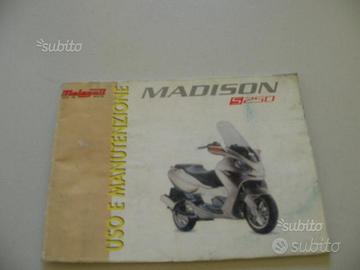 subito
Malaguti
MADISON
S250
USO E MANUTENZIONE
subito
subito